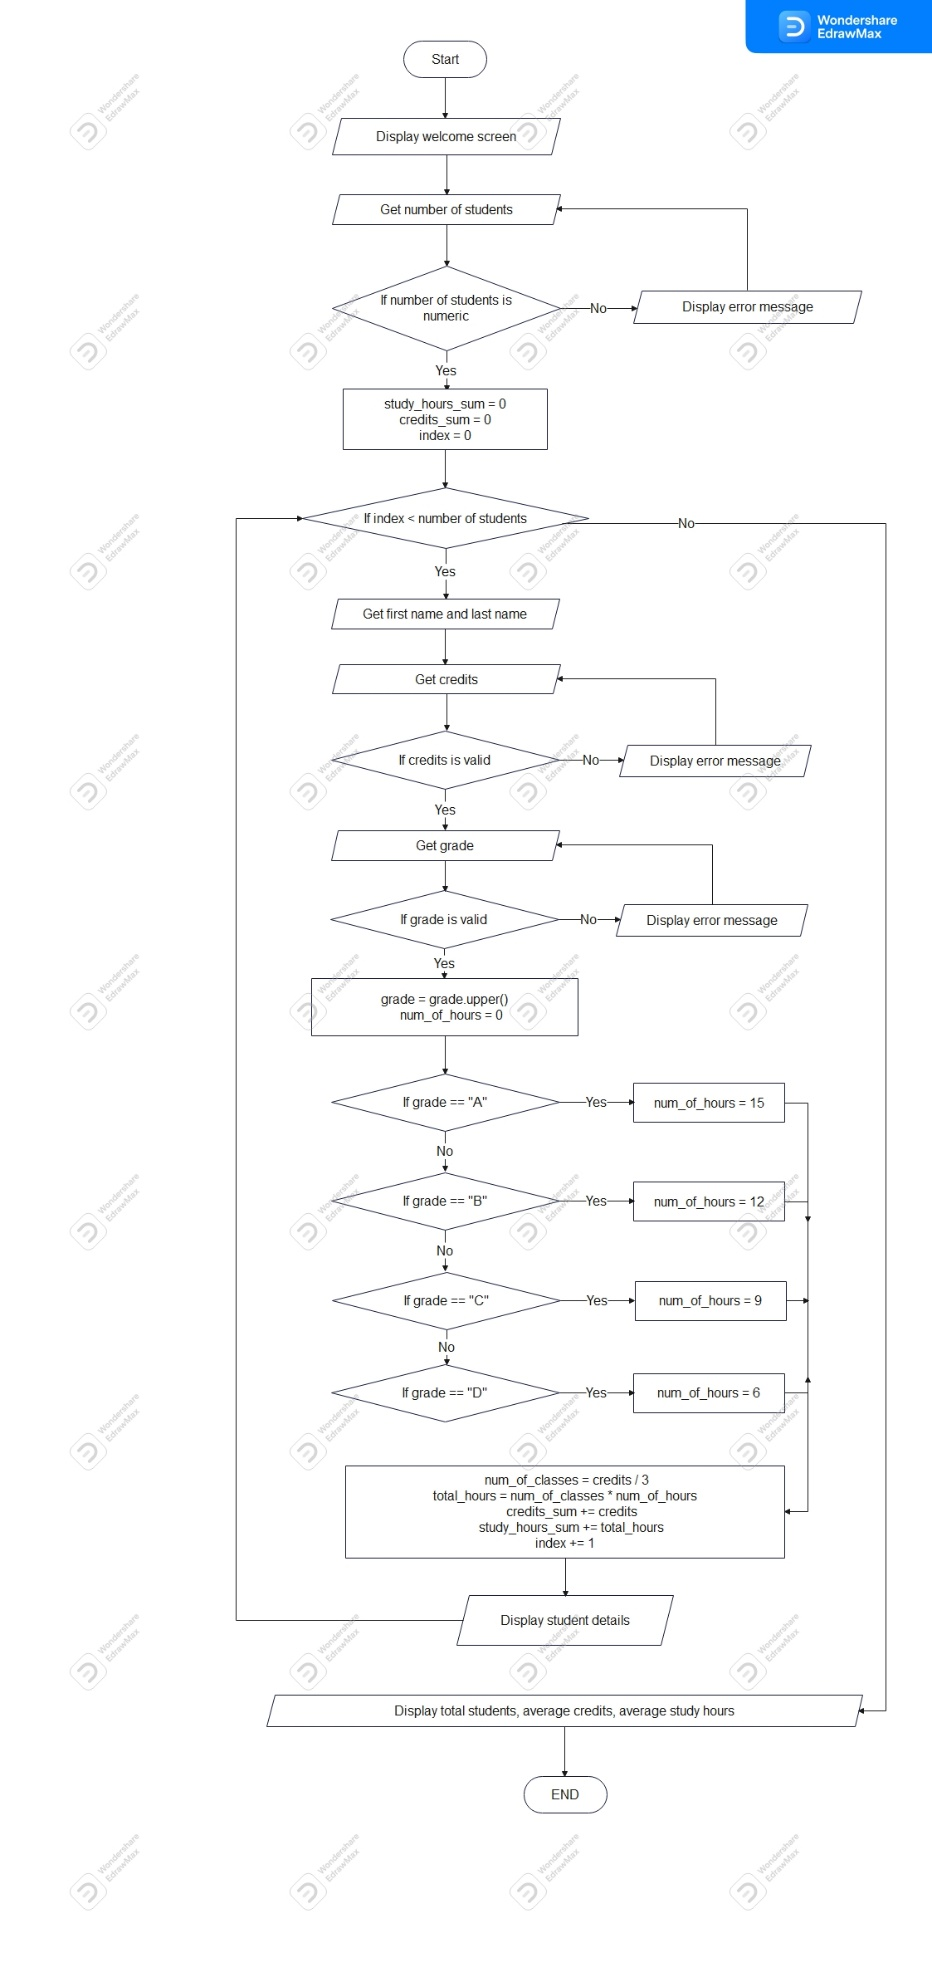 Wondershare
EdrawMax
Start
Display welcome screen
Get number of students
If number of students is
numeric
No
Display error message
Yes
study_hours_sum = 0
credits_sum = 0
index = 0
If index < number of students
No
Yes
Get first name and last name
Get credits
If credits is valid
No
Display error message
Yes
Get grade
If grade is valid
No
Display error message
Yes
grade = grade.upper()
num_of_hours = 0
If grade == "A"
Yes
num_of_hours = 15
No
If grade == "B"
Yes
num_of_hours = 12
No
If grade == "C"
Yes
num_of_hours = 9
No
If grade == "D"
Yes
num_of_hours = 6
num_of_classes = credits / 3
total_hours = num_of_classes * num_of_hours
credits_sum += credits
study_hours_sum += total_hours
index += 1
Display student details
Display total students, average credits, average study hours
END